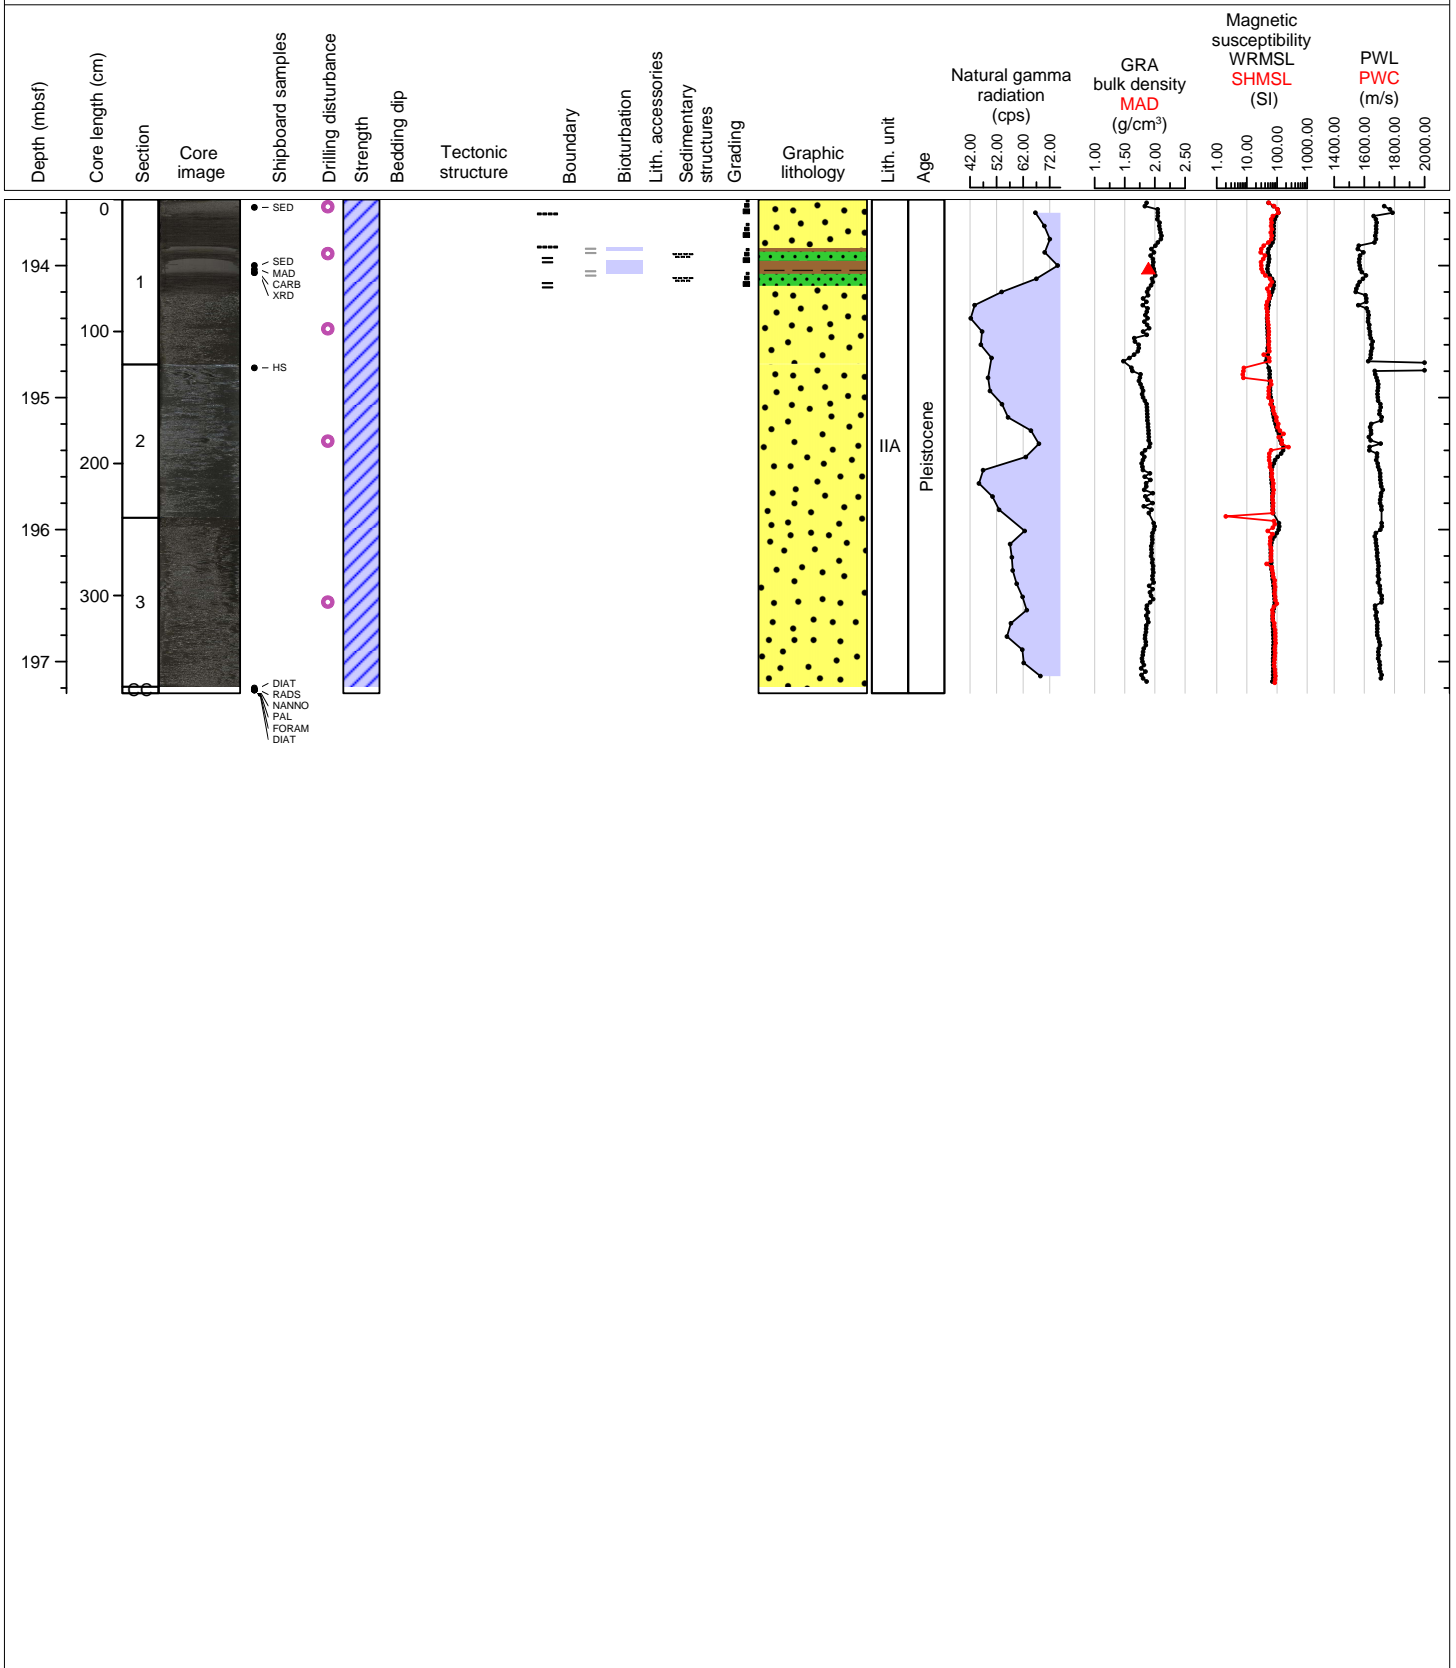 Depth (mbsf)
Core length (cm)
Section
Core
image
Shipboard samples
Drilling disturbance
Strength
Bedding dip
Tectonic
structure
Boundary
Bioturbation
Lith. accessories
Sedimentary
structures
Grading
Graphic
lithology
Lith. unit
Age
Natural gamma
radiation
(cps)
42.00
52.00
62.00
72.00
GRA
bulk density
MAD
(g/cm³)
1.00
1.50
2.00
2.50
Magnetic
susceptibility
WRMSL
SHMSL
(SI)
1.00
10.00
100.00
1000.00
PWL
PWC
(m/s)
1400.00
1600.00
1800.00
2000.00
0
SED
194
1
SED
MAD
CARB
XRD
100
HS
195
2
IIA
Pleistocene
200
196
300
3
197
CC
DIAT
RADS
NANNO
PAL
FORAM
DIAT